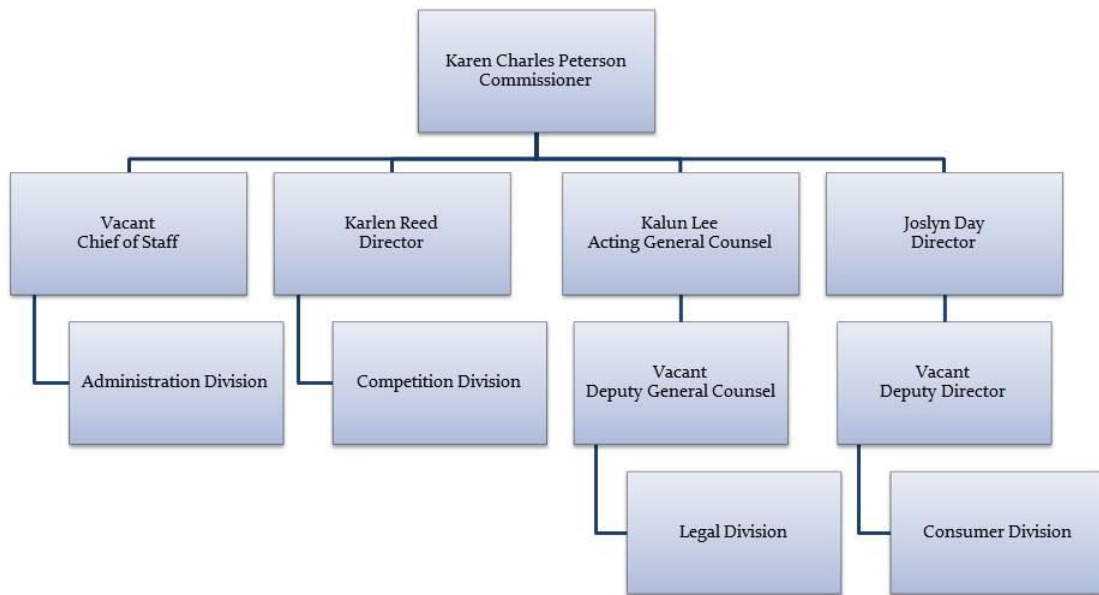 Karen Charles Peterson
Commissioner
Vacant
Chief of Staff
Karlen Reed
Director
Kalun Lee
Acting General Counsel
Joslyn Day
Director
Administration Division
Competition Division
Vacant
Deputy General Counsel
Vacant
Deputy Director
Legal Division
Consumer Division